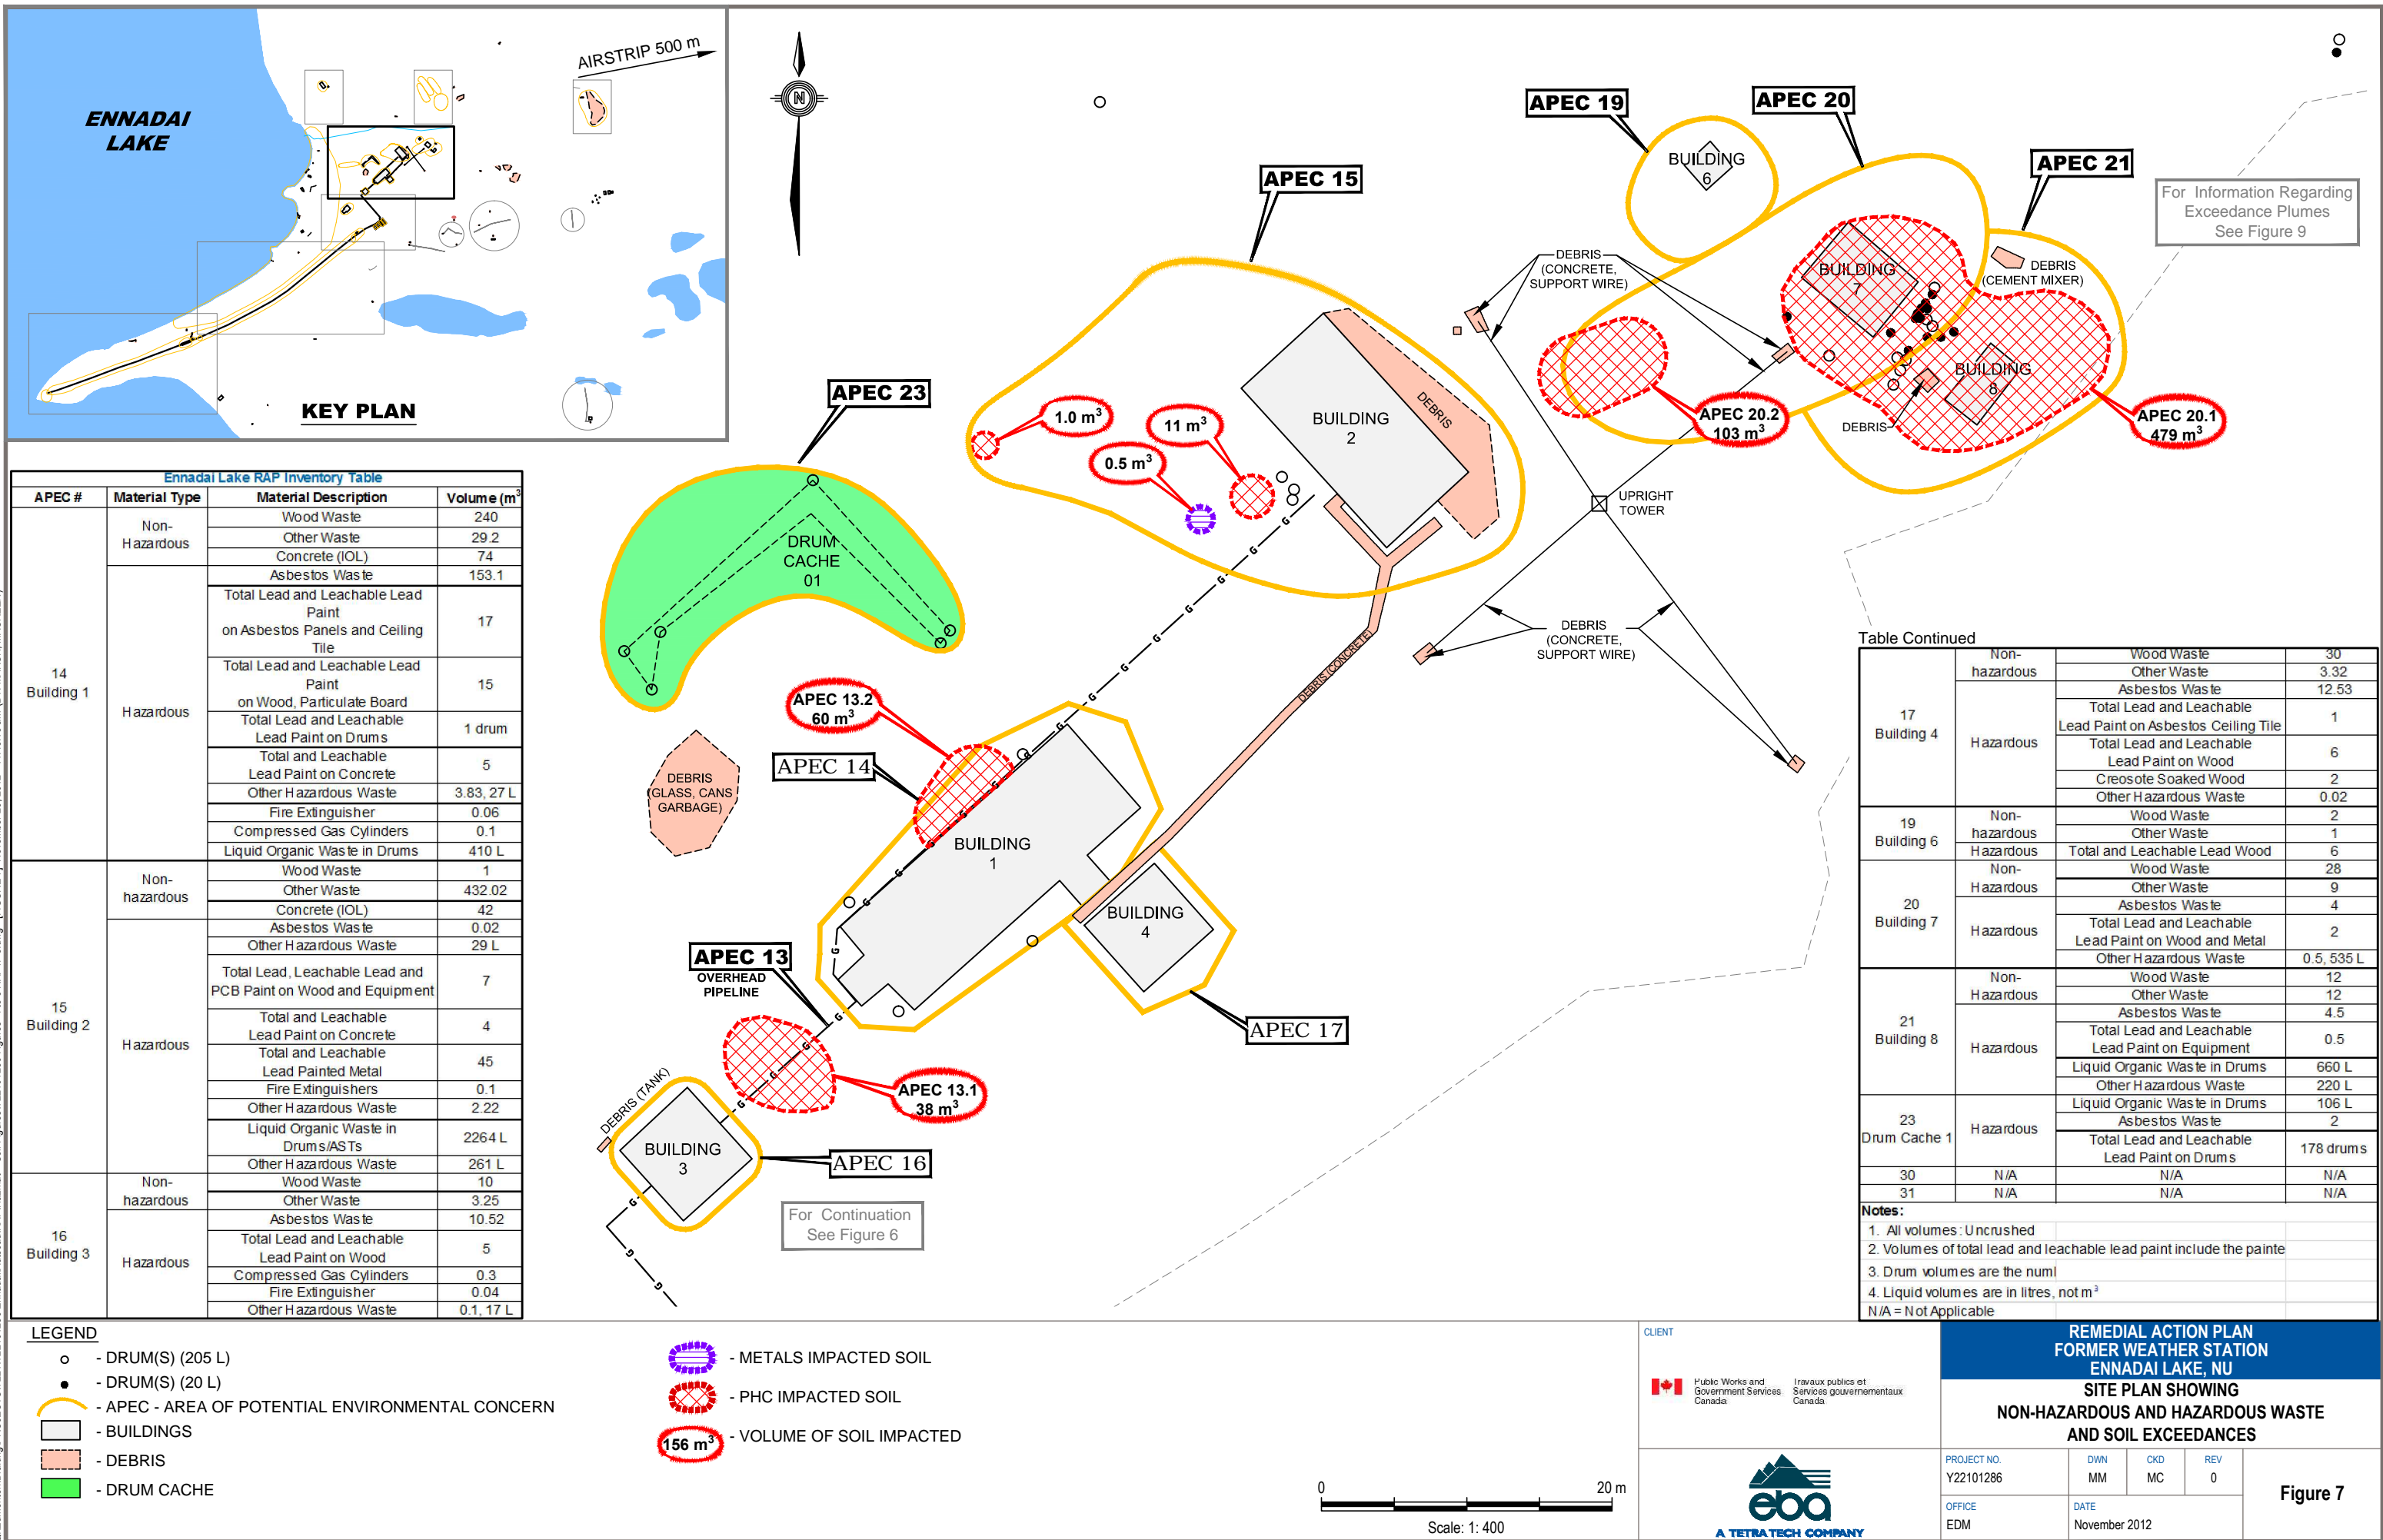 ENNADAI
LAKE
AIRSTRIP 500 m
KEY PLAN
N
APEC 19
APEC 20
APEC 21
APEC 15
APEC 23
BUILDING
6
For Information Regarding
Exceedance Plumes
See Figure 9
DEBRIS
(CONCRETE,
SUPPORT WIRE)
BUILDING
7
DEBRIS
(CEMENT MIXER)
BUILDING
8
DEBRIS
APEC 20.2
103 m³
APEC 20.1
479 m³
1.0 m³
11 m³
0.5 m³
BUILDING
2
DEBRIS
UPRIGHT
TOWER
DRUM
CACHE
01
DEBRIS
(CONCRETE,
SUPPORT WIRE)
DEBRIS (CONCRETE)
APEC 13.2
60 m³
APEC 14
DEBRIS
(GLASS, CANS
GARBAGE)
BUILDING
1
BUILDING
4
APEC 13
OVERHEAD
PIPELINE
APEC 17
APEC 13.1
38 m³
DEBRIS (TANK)
BUILDING
3
APEC 16
For Continuation
See Figure 6
G G G G G G G G G G G G G G G G G G
Ennadai Lake RAP Inventory Table
APEC # Material Type Material Description Volume (m³
14
Building 1
Non-
Hazardous
Wood Waste 240
Other Waste 29.2
Concrete (IOL) 74
Hazardous
Asbestos Waste 153.1
Total Lead and Leachable Lead
Paint
on Asbestos Panels and Ceiling
Tile
17
Total Lead and Leachable Lead
Paint
on Wood, Particulate Board
15
Total Lead and Leachable
Lead Paint on Drums
1 drum
Total and Leachable
Lead Paint on Concrete
5
Other Hazardous Waste 3.83, 27 L
Fire Extinguisher 0.06
Compressed Gas Cylinders 0.1
Liquid Organic Waste in Drums 410 L
15
Building 2
Non-
hazardous
Wood Waste 1
Other Waste 432.02
Concrete (IOL) 42
Hazardous
Asbestos Waste 0.02
Other Hazardous Waste 29 L
Total Lead, Leachable Lead and
PCB Paint on Wood and Equipment
7
Total and Leachable
Lead Paint on Concrete
4
Total and Leachable
Lead Painted Metal
45
Fire Extinguishers 0.1
Other Hazardous Waste 2.22
Liquid Organic Waste in
Drums/ASTs
2264 L
Other Hazardous Waste 261 L
16
Building 3
Non-
hazardous
Wood Waste 10
Other Waste 3.25
Hazardous
Asbestos Waste 10.52
Total Lead and Leachable
Lead Paint on Wood
5
Compressed Gas Cylinders 0.3
Fire Extinguisher 0.04
Other Hazardous Waste 0.1, 17 L
Table Continued
17
Building 4
Non-
hazardous
Wood Waste 30
Other Waste 3.32
Hazardous
Asbestos Waste 12.53
Total Lead and Leachable
Lead Paint on Asbestos Ceiling Tile
1
Total Lead and Leachable
Lead Paint on Wood
6
Creosote Soaked Wood 2
Other Hazardous Waste 0.02
19
Building 6
Non-
hazardous
Wood Waste 2
Other Waste 1
Hazardous Total and Leachable Lead Wood 6
20
Building 7
Non-
Hazardous
Wood Waste 28
Other Waste 9
Hazardous
Asbestos Waste 4
Total Lead and Leachable
Lead Paint on Wood and Metal
2
Other Hazardous Waste 0.5, 535 L
21
Building 8
Non-
Hazardous
Wood Waste 12
Other Waste 12
Hazardous
Asbestos Waste 4.5
Total Lead and Leachable
Lead Paint on Equipment
0.5
Liquid Organic Waste in Drums 660 L
Other Hazardous Waste 220 L
23
Drum Cache 1
Hazardous
Liquid Organic Waste in Drums 106 L
Asbestos Waste 2
Total Lead and Leachable
Lead Paint on Drums
178 drums
30 N/A N/A N/A
31 N/A N/A N/A
Notes:
1. All volumes: Uncrushed
2. Volumes of total lead and leachable lead paint include the painte
3. Drum volumes are the numl
4. Liquid volumes are in litres, not m³
N/A = Not Applicable
LEGEND
- DRUM(S) (205 L)
- DRUM(S) (20 L)
- APEC - AREA OF POTENTIAL ENVIRONMENTAL CONCERN
- BUILDINGS
- DEBRIS
- DRUM CACHE
- METALS IMPACTED SOIL
- PHC IMPACTED SOIL
156 m³ - VOLUME OF SOIL IMPACTED
0 20 m
Scale: 1: 400
CLIENT
Public Works and
Government Services
Canada
Travaux publics et
Services gouvernementaux
Canada
eba
A TETRA TECH COMPANY
REMEDIAL ACTION PLAN
FORMER WEATHER STATION
ENNADAI LAKE, NU
SITE PLAN SHOWING
NON-HAZARDOUS AND HAZARDOUS WASTE
AND SOIL EXCEEDANCES
PROJECT NO.
Y22101286
DWN
MM
CKD
MC
REV
0
OFFICE
EDM
DATE
November 2012
Figure 7